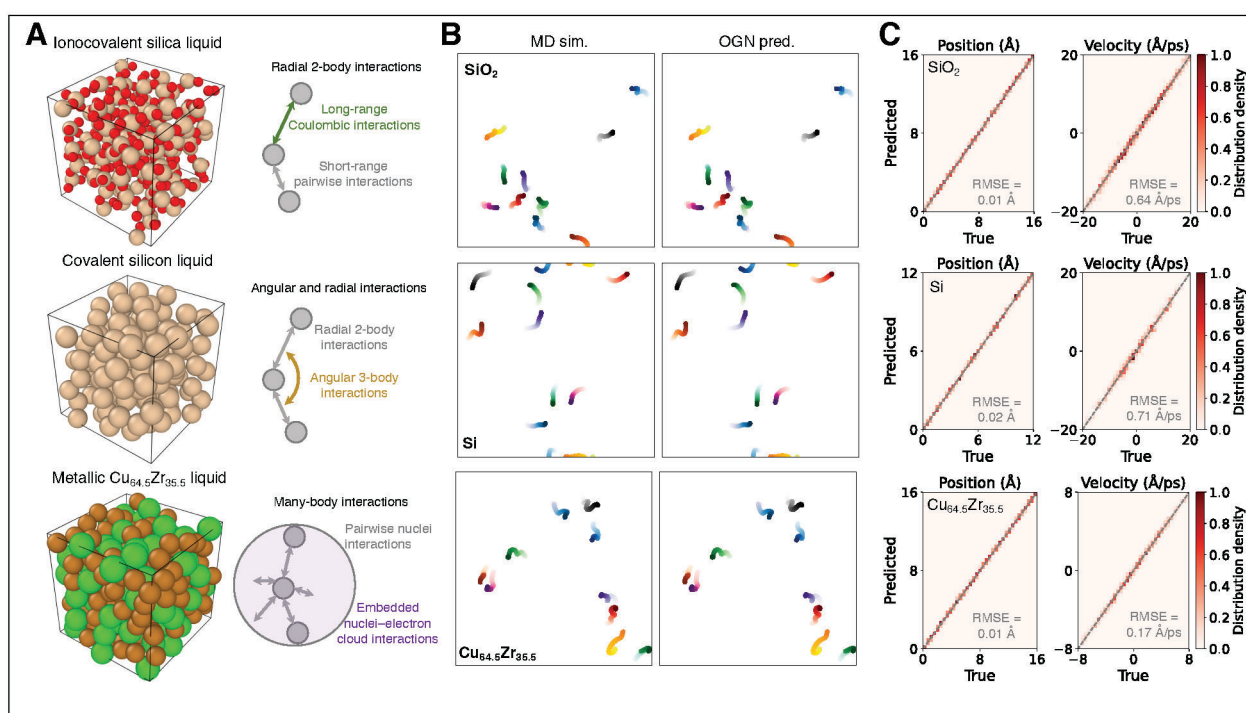 A
Ionocovalent silica liquid
Radial 2-body interactions
Long-range
Coulombic interactions
Short-range
pairwise interactions
Covalent silicon liquid
Angular and radial interactions
Radial 2-body
interactions
Angular 3-body
interactions
Metallic Cu64.5Zr35.5 liquid
Many-body interactions
Pairwise nuclei
interactions
Embedded
nuclei–electron
cloud interactions
B
MD sim.
OGN pred.
SiO2
Si
Cu64.5Zr35.5
C
Position (Å)
Velocity (Å/ps)
SiO2
16
8
0
Predicted
RMSE =
0.01 Å
0 8 16
True
20
0
−20
RMSE =
0.64 Å/ps
−20 0 20
True
1.0
0.8
0.6
0.4
0.2
0.0
Distribution density
Position (Å)
Velocity (Å/ps)
Si
12
6
0
Predicted
RMSE =
0.02 Å
0 6 12
True
20
0
−20
RMSE =
0.71 Å/ps
−20 0 20
True
1.0
0.8
0.6
0.4
0.2
0.0
Distribution density
Position (Å)
Velocity (Å/ps)
Cu64.5Zr35.5
16
8
0
Predicted
RMSE =
0.01 Å
0 8 16
True
8
0
−8
RMSE =
0.17 Å/ps
−8 0 8
True
1.0
0.8
0.6
0.4
0.2
0.0
Distribution density